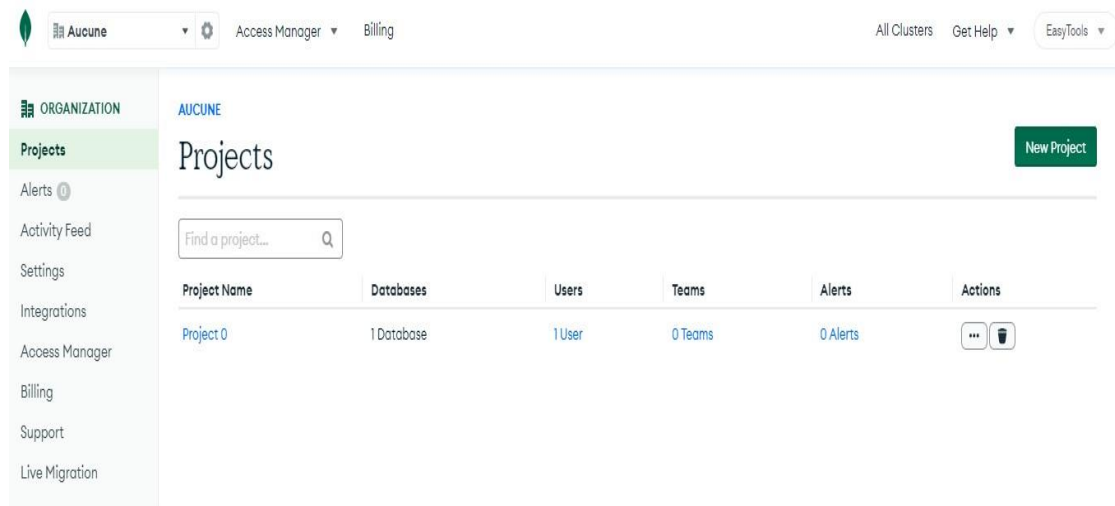 Aucune Access Manager Billing All Clusters Get Help EasyTools
ORGANIZATION
Projects
Alerts 0
Activity Feed
Settings
Integrations
Access Manager
Billing
Support
Live Migration
AUCUNE
Projects
New Project
Find a project...
Project Name Databases Users Teams Alerts Actions
Project 0 1 Database 1 User 0 Teams 0 Alerts